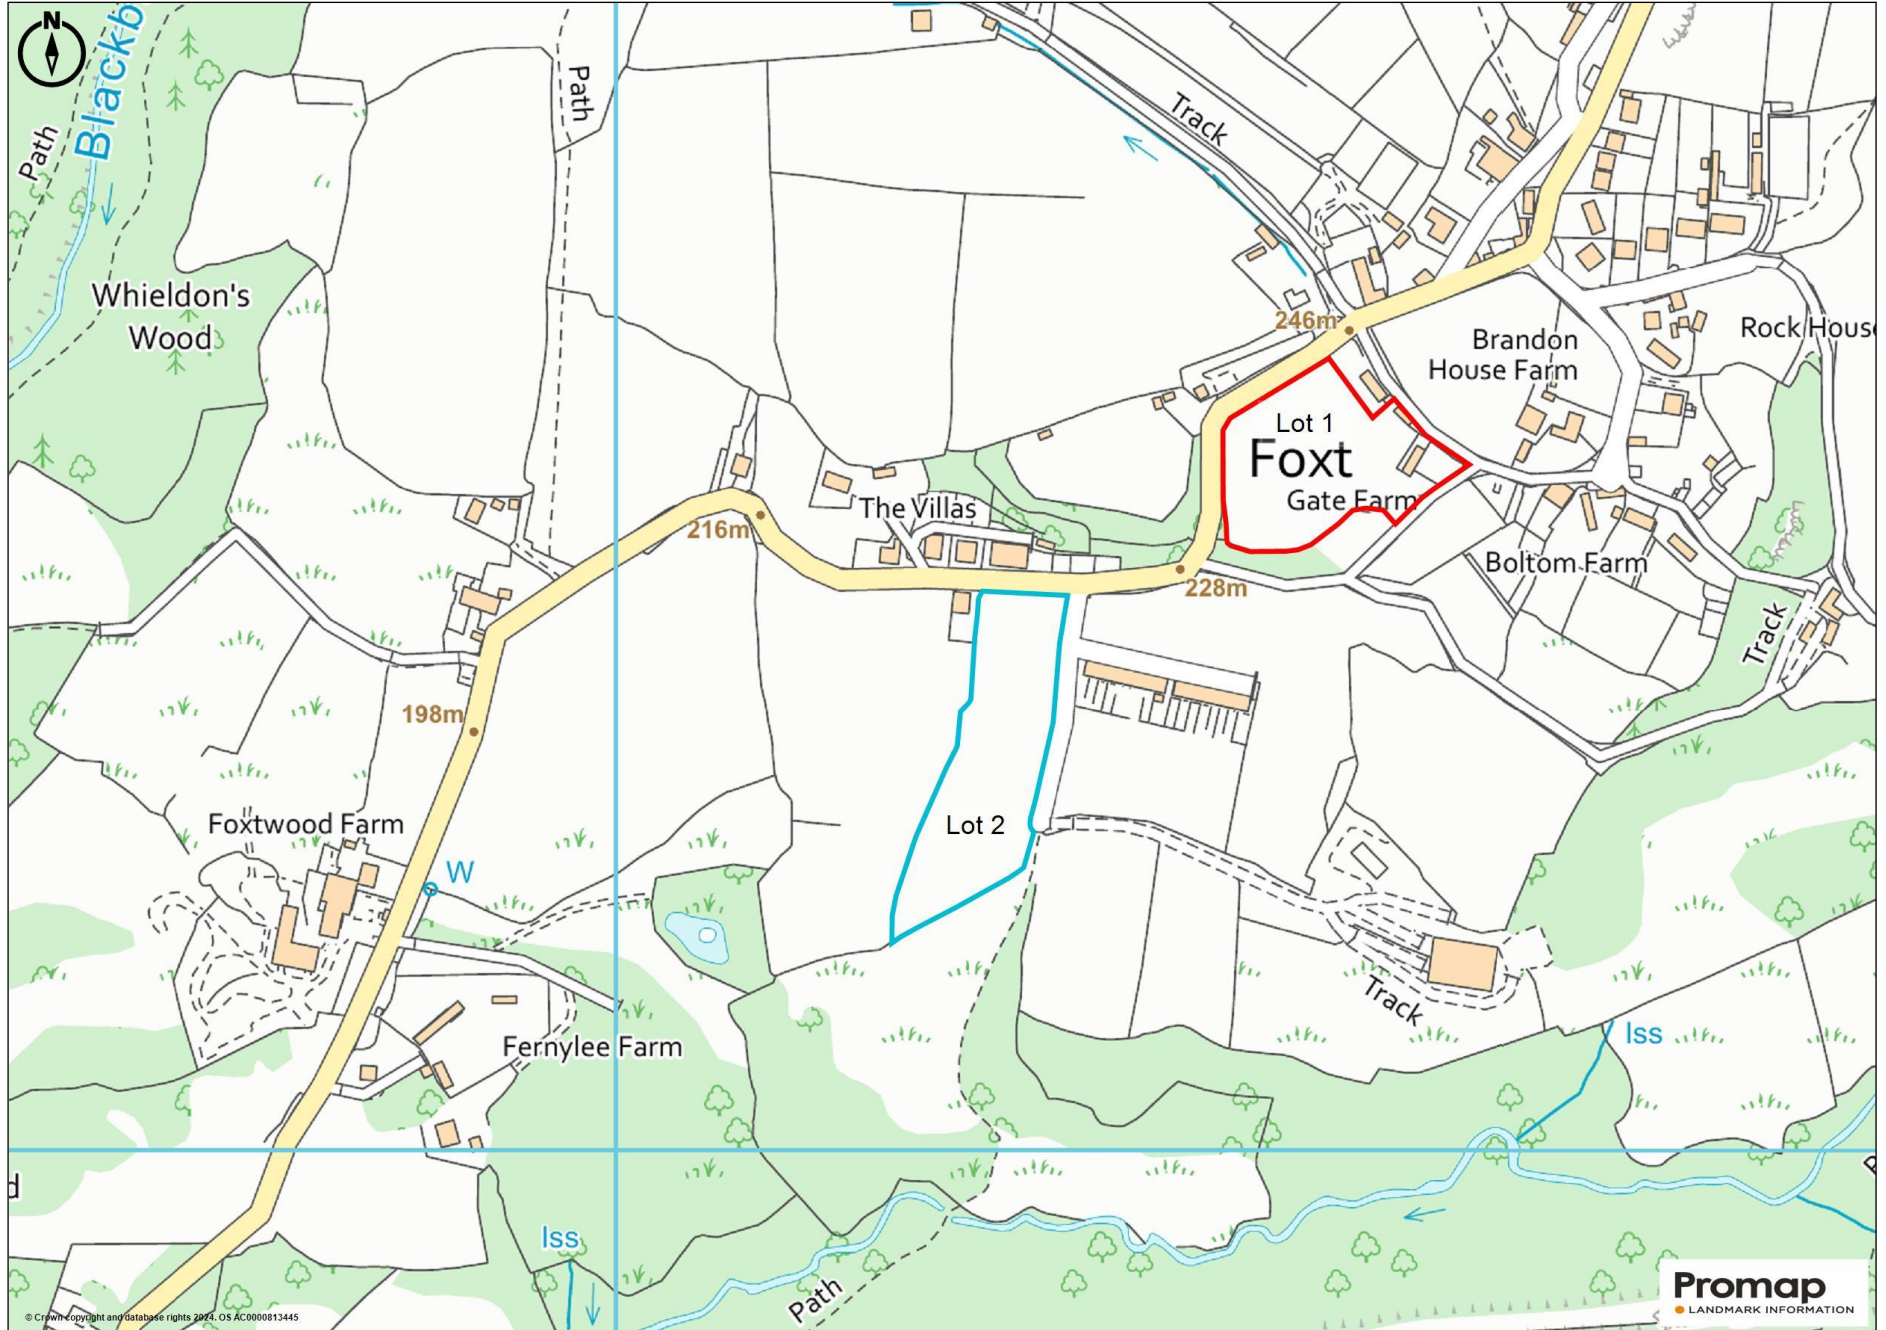 N
Blackb
Path
Path
Track
Whieldon's
Wood
246m
Brandon
House Farm
Rock House
Lot 1
Foxt
Gate Farm
The Villas
216m
228m
Boltom Farm
Track
198m
Foxtwood Farm
W
Lot 2
Track
Fernylee Farm
Iss
Iss
d
Path
Promap
LANDMARK INFORMATION
© Crown copyright and database rights 2024. OS AC0000813445